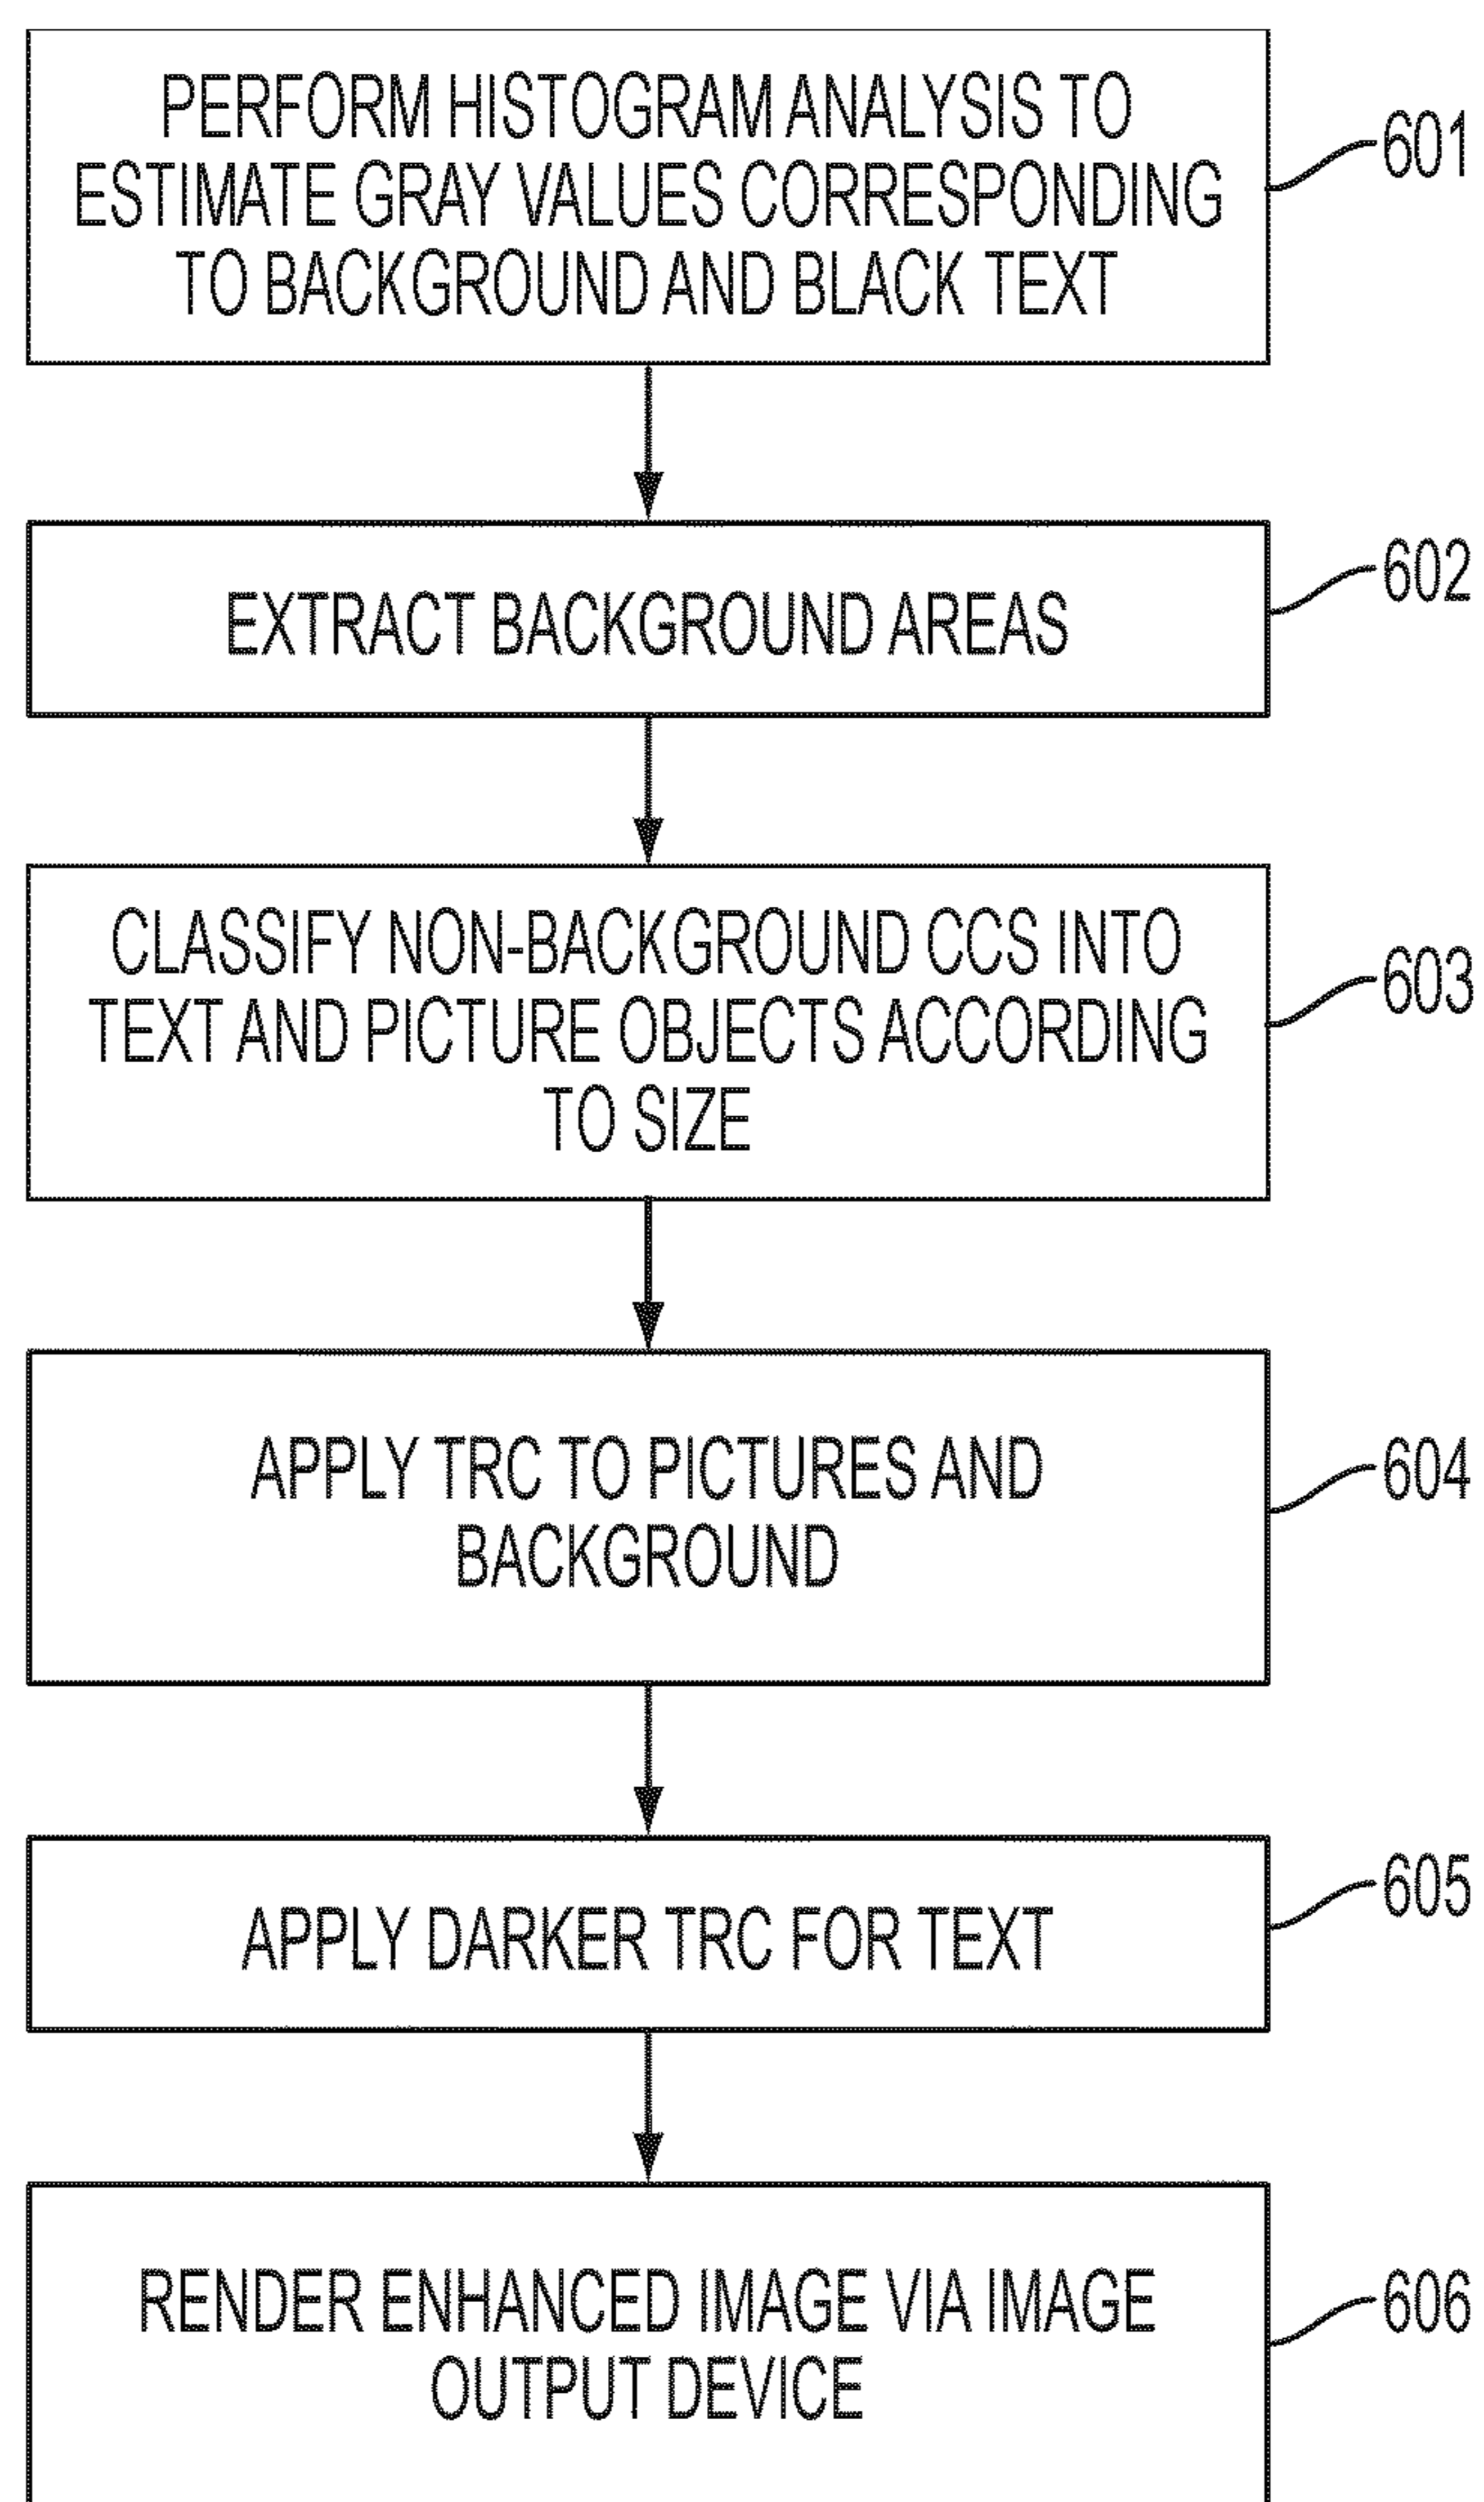 PERFORM HISTOGRAM ANALYSIS TO
ESTIMATE GRAY VALUES CORRESPONDING
TO BACKGROUND AND BLACK TEXT
601
EXTRACT BACKGROUND AREAS
602
CLASSIFY NON-BACKGROUND CCS INTO
TEXT AND PICTURE OBJECTS ACCORDING
TO SIZE
603
APPLY TRC TO PICTURES AND
BACKGROUND
604
APPLY DARKER TRC FOR TEXT
605
RENDER ENHANCED IMAGE VIA IMAGE
OUTPUT DEVICE
606